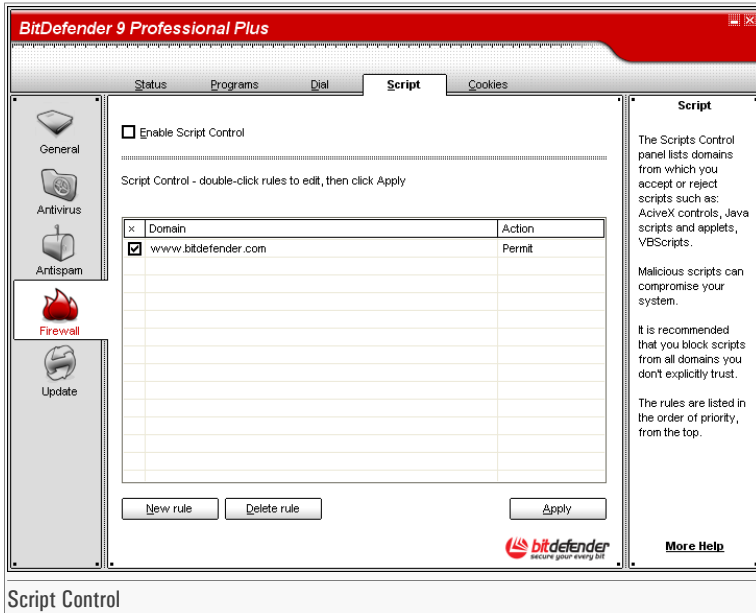 BitDefender 9 Professional Plus
Status Programs Dial Script Cookies
General
Antivirus
Antispam
Firewall
Update
Enable Script Control
Script Control - double-click rules to edit, then click Apply
× Domain Action
www.bitdefender.com Permit
New rule Delete rule Apply
bitdefender
secure your every bit
Script
The Scripts Control
panel lists domains
from which you
accept or reject
scripts such as:
AciveX controls, Java
scripts and applets,
VBScripts.
Malicious scripts can
compromise your
system.
It is recommended
that you block scripts
from all domains you
don't explicitly trust.
The rules are listed in
the order of priority,
from the top.
More Help
Script Control